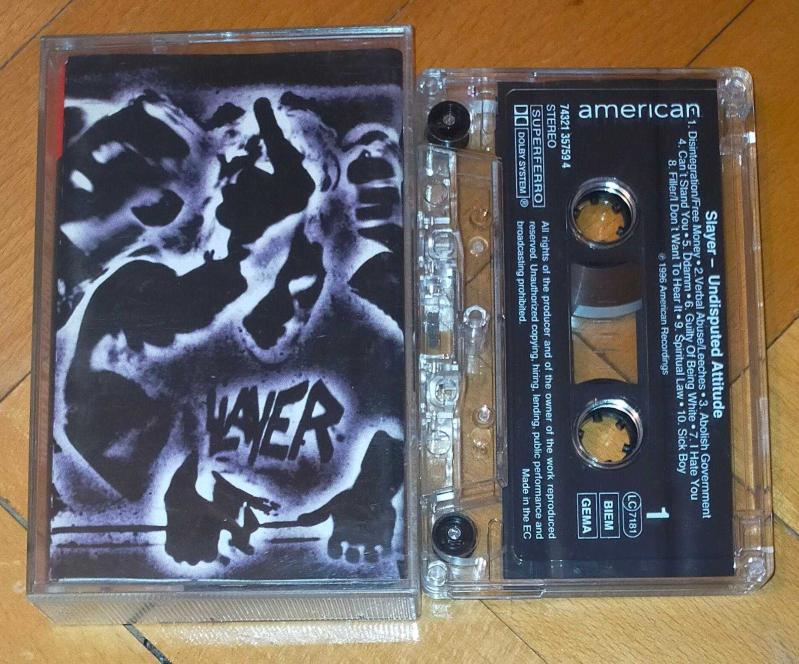 SLAYER
american
74321 35759 4
STEREO
SUPERFERRO
DOLBY SYSTEM ®
Slayer – Undisputed Attitude
1. Disintegration/Free Money • 2. Verbal Abuse/Leeches • 3. Abolish Government
4. Can't Stand You • 5. Ddamm • 6. Guilty Of Being White • 7. I Hate You
8. Filler/I Don't Want To Hear It • 9. Spiritual Law • 10. Sick Boy
℗ 1996 American Recordings
All rights of the producer and of the owner of the work reproduced
reserved. Unauthorized copying, hiring, lending, public performance and
broadcasting prohibited.
Made in the EC
1
LC 7181
BIEM
GEMA